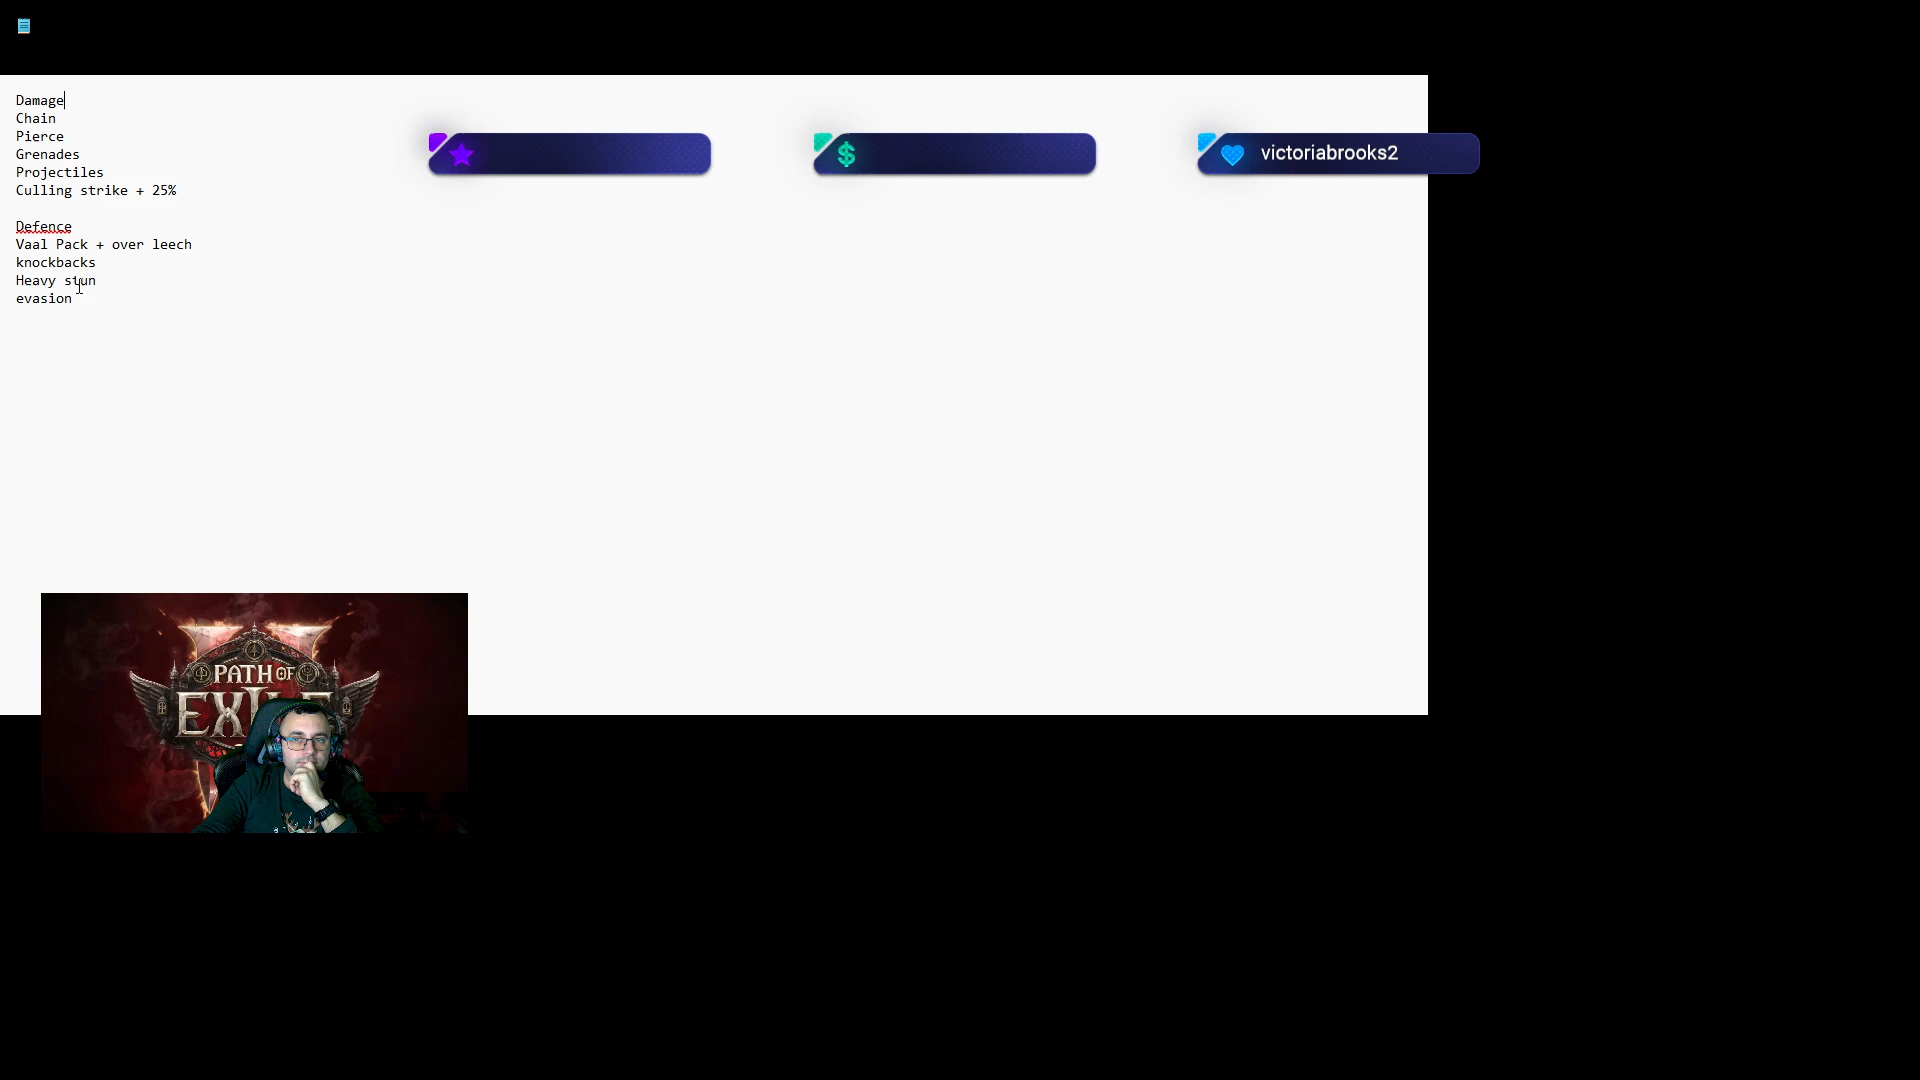 Damage
Chain
Pierce
Grenades
Projectiles
Culling strike + 25%
Defence
Vaal Pack + over leech
knockbacks
Heavy stun
evasion
$
victoriabrooks2
PATH OF
EXILE